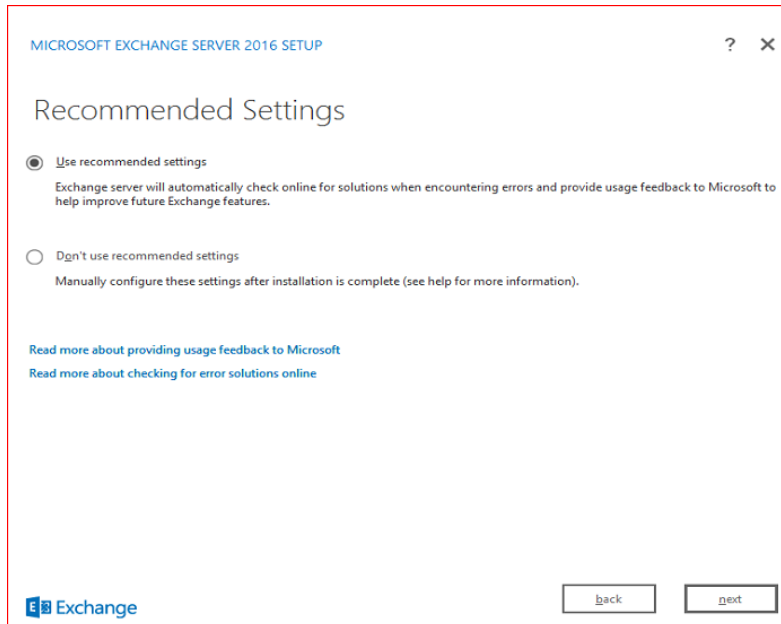 MICROSOFT EXCHANGE SERVER 2016 SETUP
?
Recommended Settings
Use recommended settings
Exchange server will automatically check online for solutions when encountering errors and provide usage feedback to Microsoft to
help improve future Exchange features.
Don't use recommended settings
Manually configure these settings after installation is complete (see help for more information).
Read more about providing usage feedback to Microsoft
Read more about checking for error solutions online
Exchange
back
next